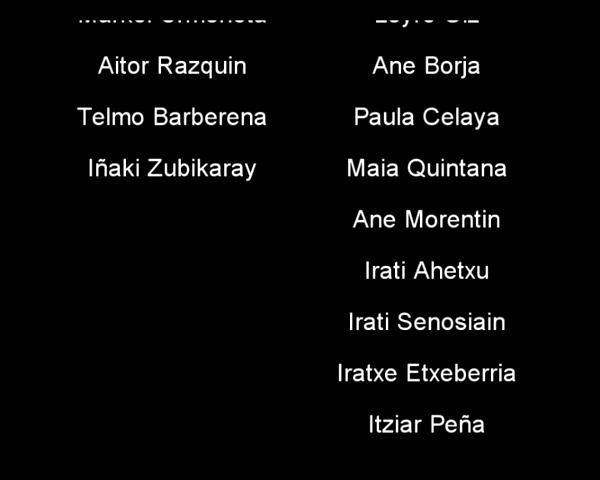 Aitor Razquin
Telmo Barberena
Iñaki Zubikaray
Ane Borja
Paula Celaya
Maia Quintana
Ane Morentin
Irati Ahetxu
Irati Senosiain
Iratxe Etxeberria
Itziar Peña